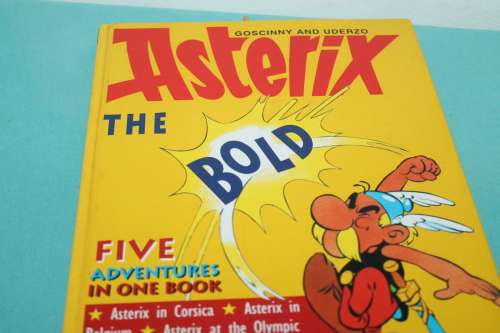 GOSCINNY AND UDERZO
Asterix
THE
BOLD
FIVE
ADVENTURES
IN ONE BOOK
★ Asterix in Corsica ★ Asterix in
Belgium ★ Asterix at the Olympic